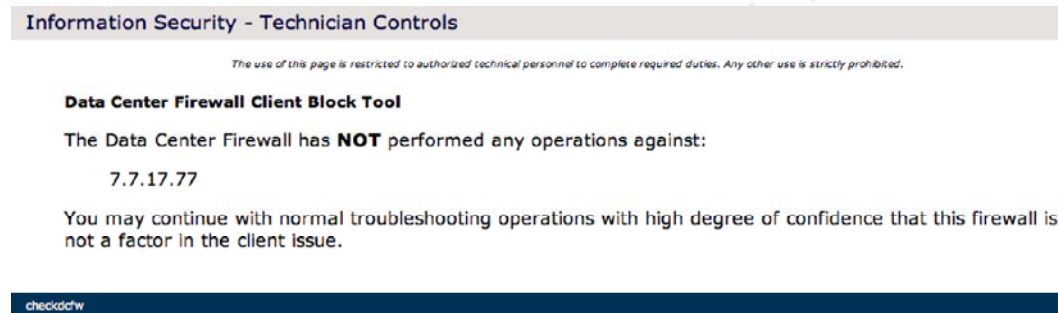 Information Security - Technician Controls
The use of this page is restricted to authorized technical personnel to complete required duties. Any other use is strictly prohibited.
Data Center Firewall Client Block Tool
The Data Center Firewall has NOT performed any operations against:
7.7.17.77
You may continue with normal troubleshooting operations with high degree of confidence that this firewall is
not a factor in the client issue.
checkdcfw